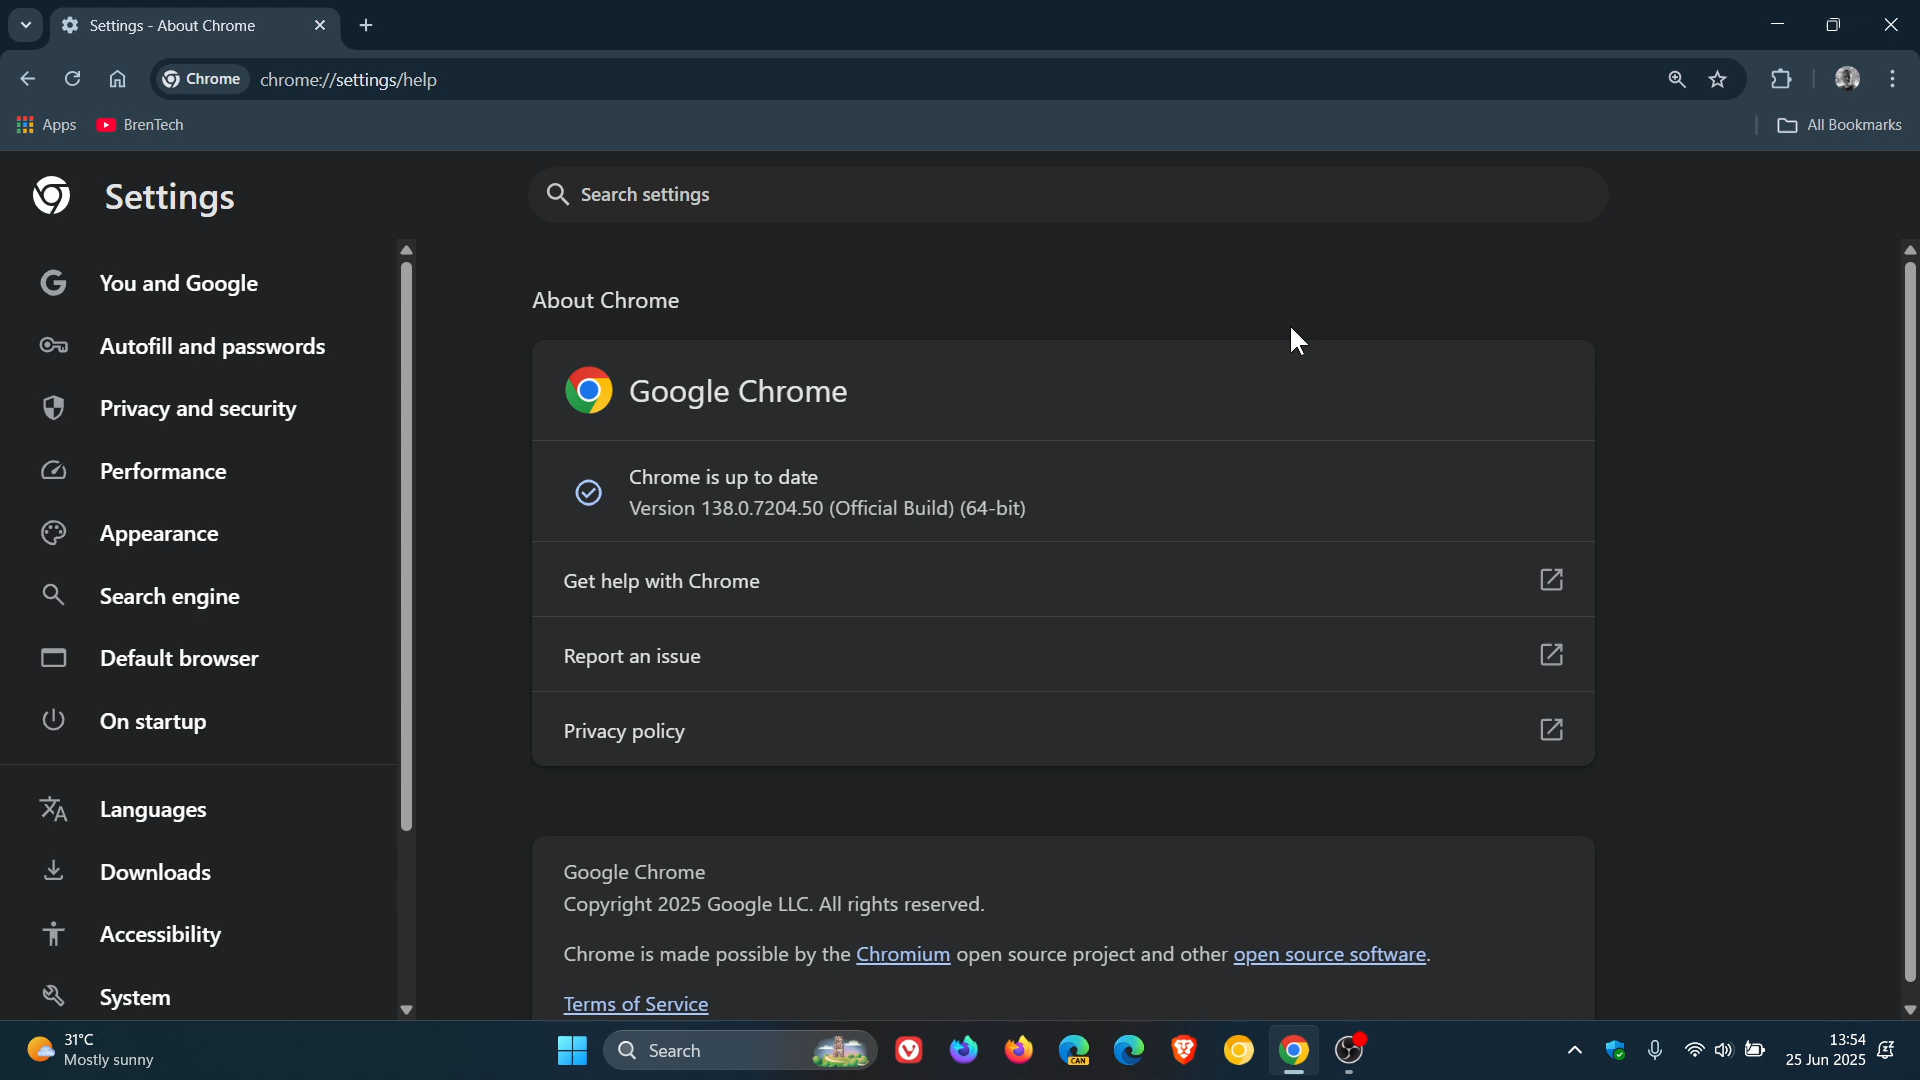 Settings - About Chrome
Chrome chrome://settings/help
Apps BrenTech All Bookmarks
Settings
Search settings
You and Google
Autofill and passwords
Privacy and security
Performance
Appearance
Search engine
Default browser
On startup
Languages
Downloads
Accessibility
System
About Chrome
Google Chrome
Chrome is up to date
Version 138.0.7204.50 (Official Build) (64-bit)
Get help with Chrome
Report an issue
Privacy policy
Google Chrome
Copyright 2025 Google LLC. All rights reserved.
Chrome is made possible by the Chromium open source project and other open source software.
Terms of Service
31°C
Mostly sunny
Search
CAN
13:54
25 Jun 2025